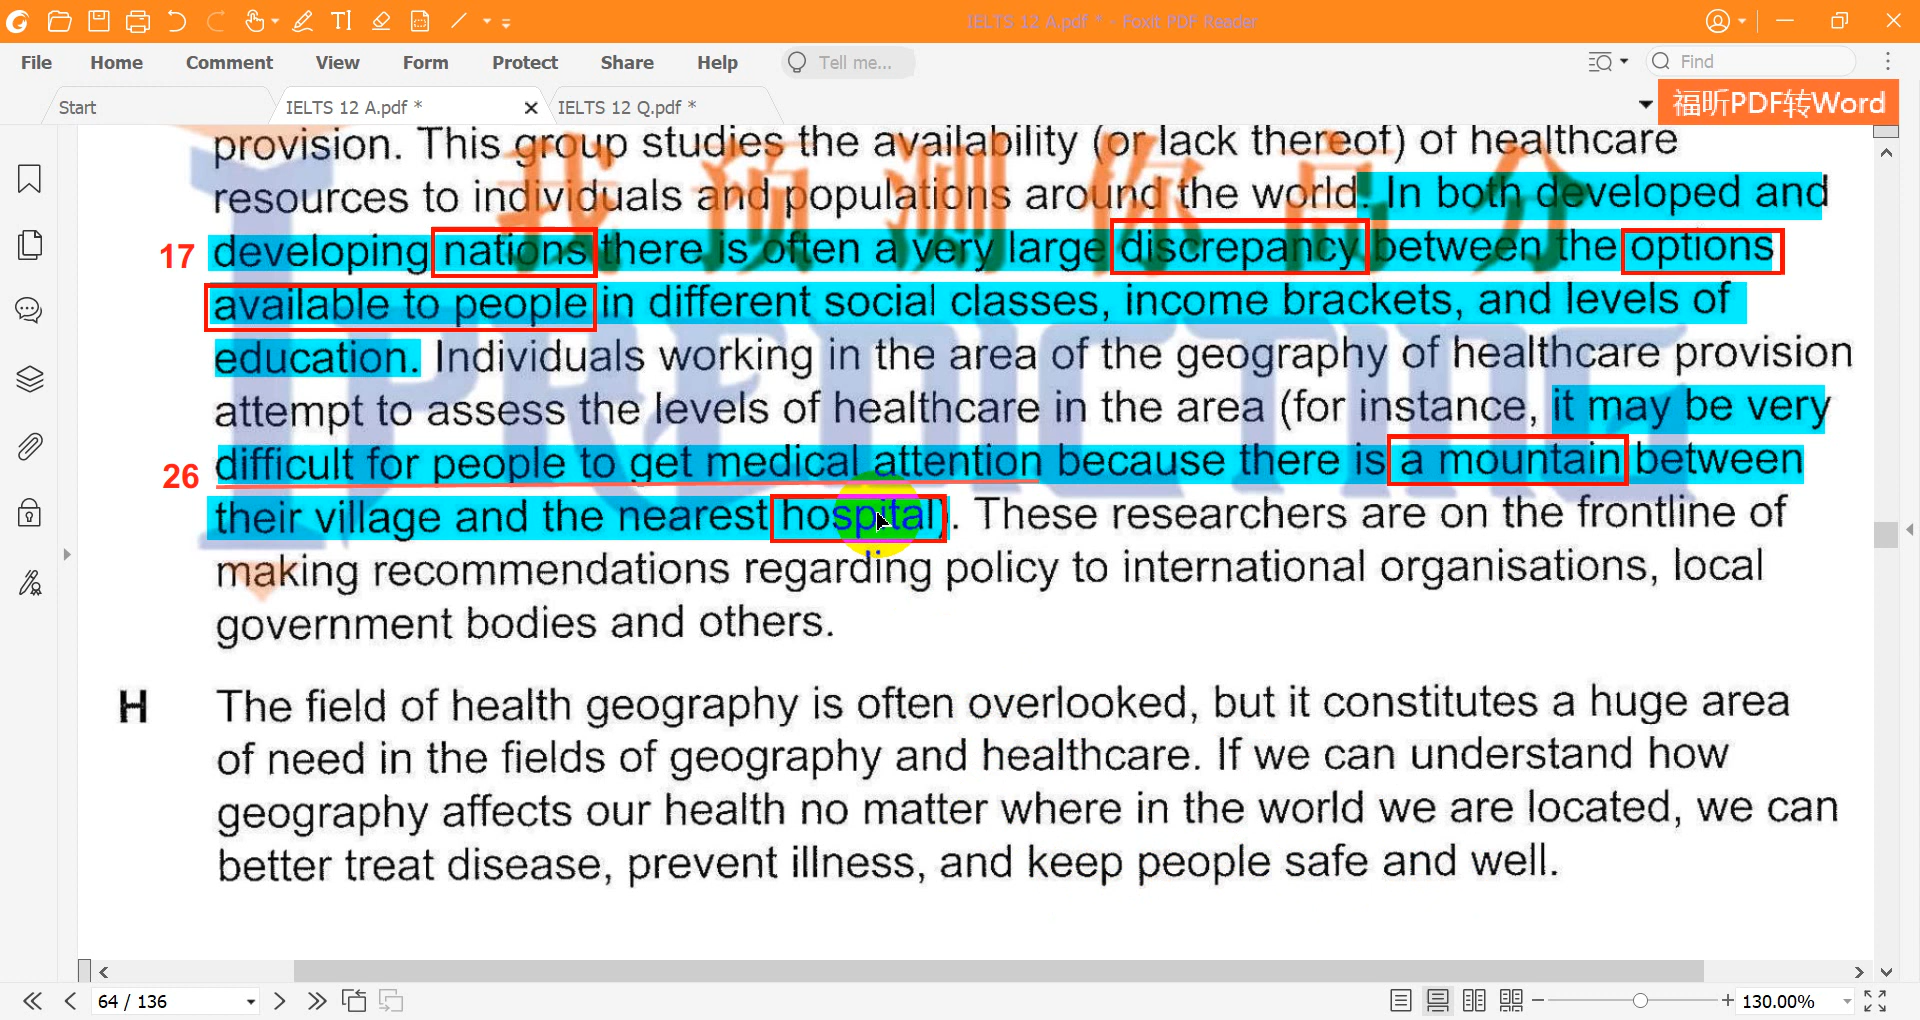 IELTS 12 A.pdf * - Foxit PDF Reader
File Home Comment View Form Protect Share Help Tell me... Find
Start IELTS 12 A.pdf * IELTS 12 Q.pdf * 福昕PDF转Word
provision. This group studies the availability (or lack thereof) of healthcare
resources to individuals and populations around the world. In both developed and
17 developing nations there is often a very large discrepancy between the options
available to people in different social classes, income brackets, and levels of
education. Individuals working in the area of the geography of healthcare provision
attempt to assess the levels of healthcare in the area (for instance, it may be very
26 difficult for people to get medical attention because there is a mountain between
their village and the nearest hospital). These researchers are on the frontline of
making recommendations regarding policy to international organisations, local
government bodies and others.
H The field of health geography is often overlooked, but it constitutes a huge area
of need in the fields of geography and healthcare. If we can understand how
geography affects our health no matter where in the world we are located, we can
better treat disease, prevent illness, and keep people safe and well.
我预测你高分
IPREDICTING
64 / 136 130.00%